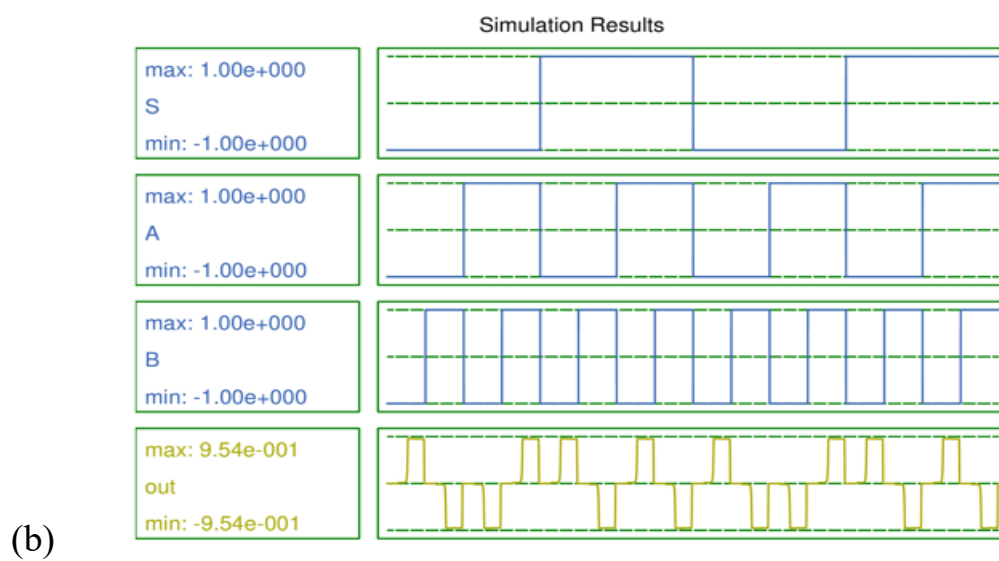 Simulation Results
max: 1.00e+000
S
min: -1.00e+000
max: 1.00e+000
A
min: -1.00e+000
max: 1.00e+000
B
min: -1.00e+000
max: 9.54e-001
out
min: -9.54e-001
(b)